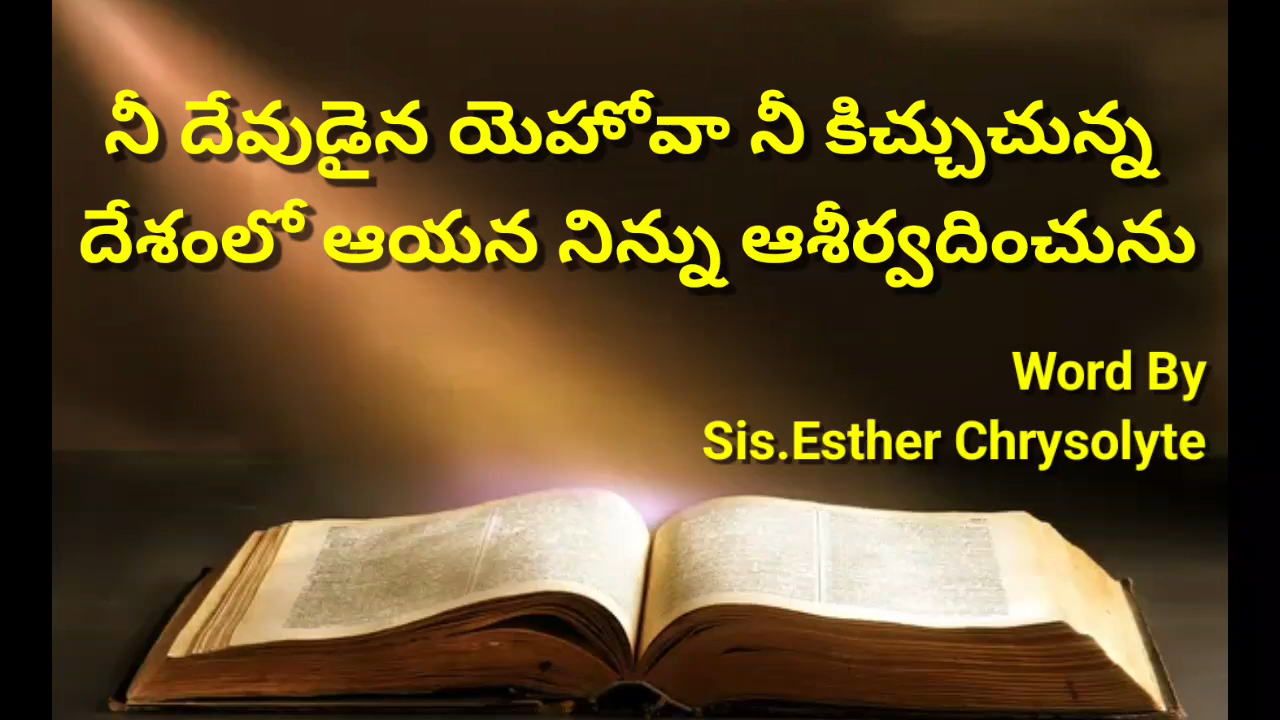 నీ దేవుడైన యెహోవా నీ కిచ్చుచున్న
దేశంలో ఆయన నిన్ను ఆశీర్వదించును
Word By
Sis.Esther Chrysolyte